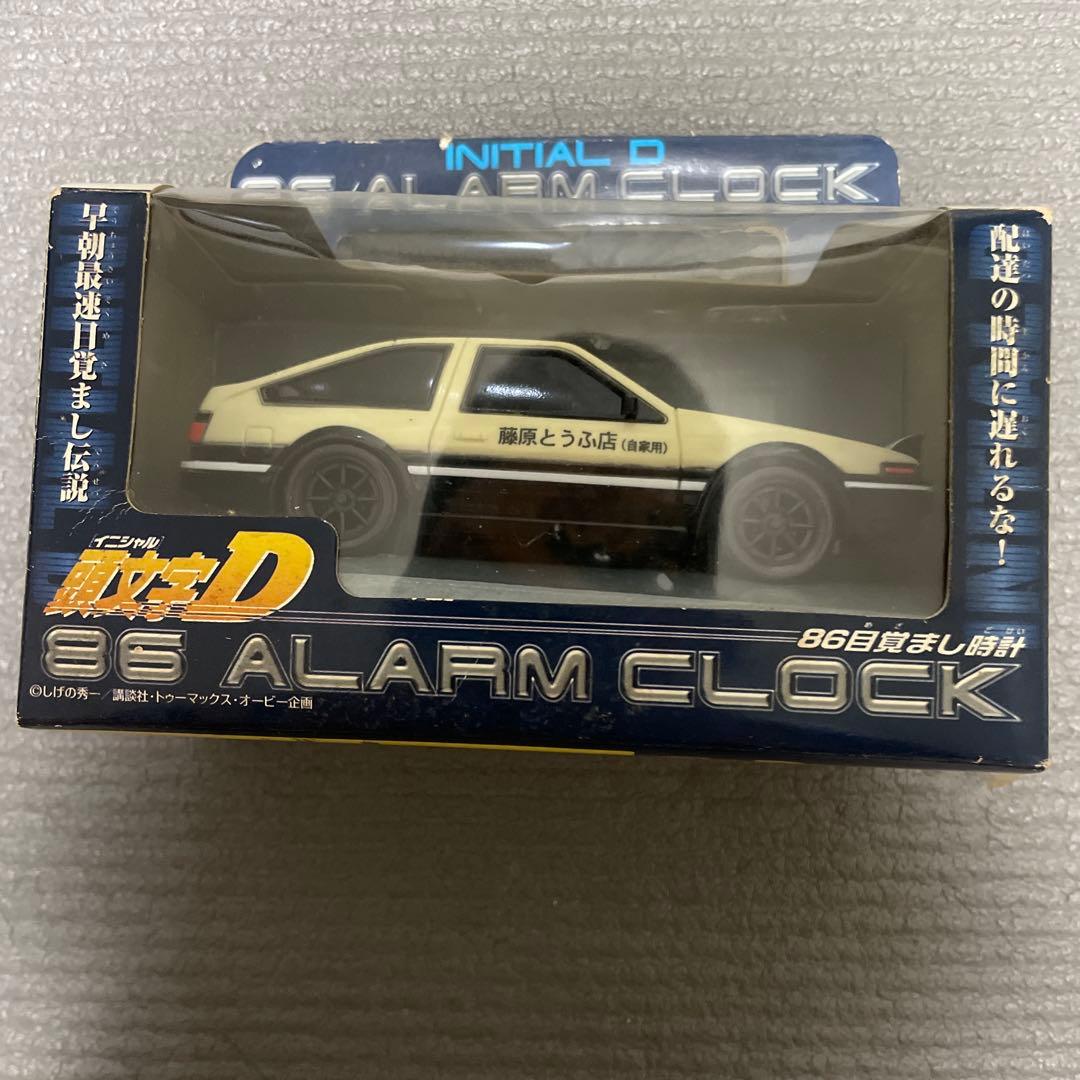 INITIAL D
86 ALARM CLOCK
早朝最速目覚まし伝説
配達の時間に遅れるな!
藤原とうふ店(自家用)
[イニシャル]
頭文字D
86目覚まし時計
86 ALARM CLOCK
©しげの秀一/講談社・トゥーマックス・オービー企画